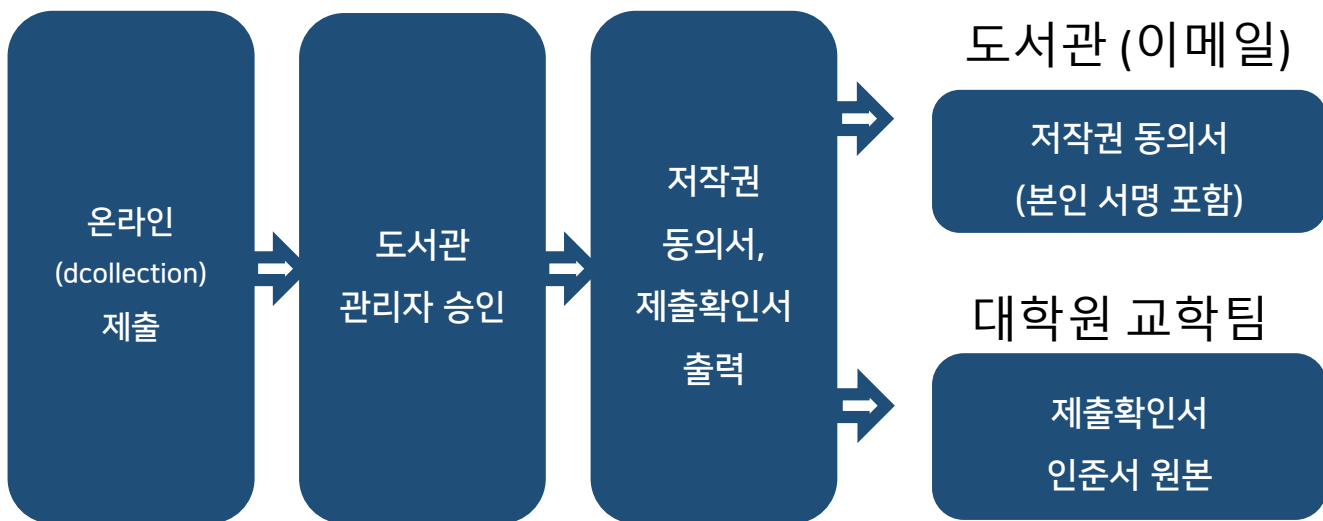 온라인
(dcollection)
제출
도서관
관리자 승인
저작권
동의서,
제출확인서
출력
도서관 (이메일)
저작권 동의서
(본인 서명 포함)
대학원 교학팀
제출확인서
인준서 원본